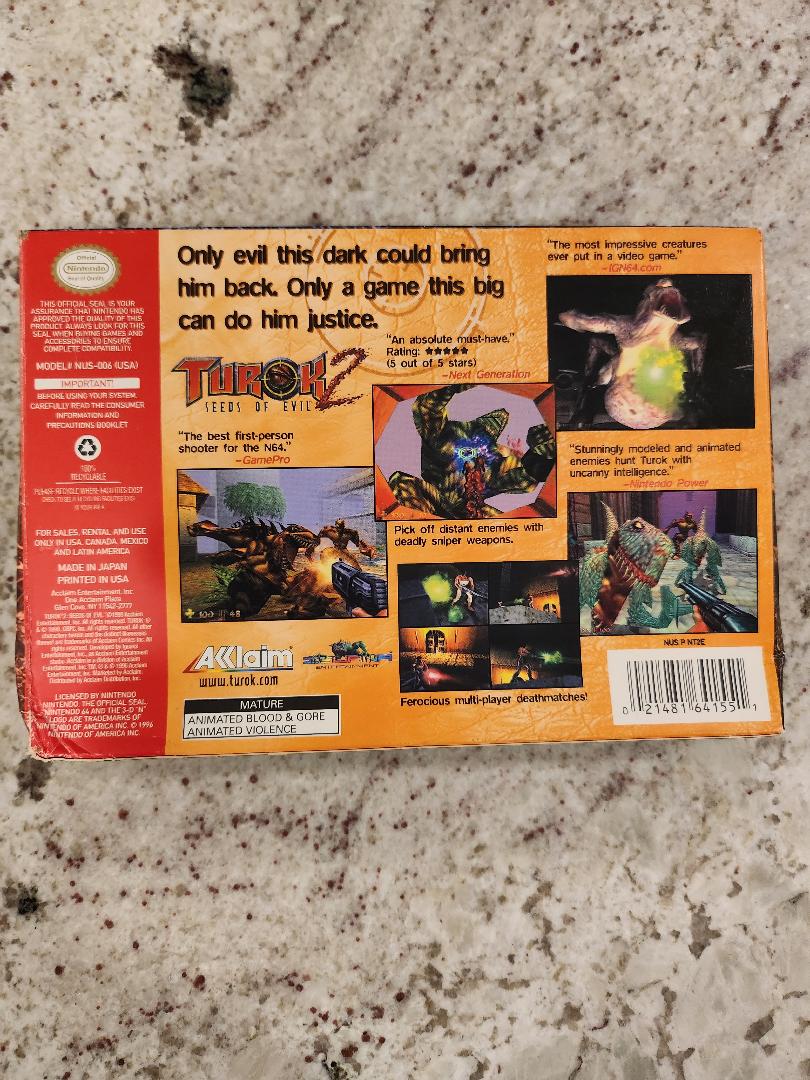 Official
Nintendo
Seal of Quality
THIS OFFICIAL SEAL IS YOUR
ASSURANCE THAT NINTENDO HAS
APPROVED THE QUALITY OF THIS
PRODUCT. ALWAYS LOOK FOR THIS
SEAL WHEN BUYING GAMES AND
ACCESSORIES TO ENSURE
COMPLETE COMPATIBILITY.
MODEL# NUS-006 (USA)
IMPORTANT!
BEFORE USING YOUR SYSTEM,
CAREFULLY READ THE CONSUMER
INFORMATION AND
PRECAUTIONS BOOKLET
100%
RECYCLABLE
PLEASE RECYCLE WHERE FACILITIES EXIST
FOR SALES, RENTAL AND USE
ONLY IN USA, CANADA, MEXICO
AND LATIN AMERICA
MADE IN JAPAN
PRINTED IN USA
Acclaim Entertainment, Inc.
One Acclaim Plaza
Glen Cove, NY 11542-2777
LICENSED BY NINTENDO
NINTENDO, THE OFFICIAL SEAL,
NINTENDO 64 AND THE 3-D "N"
LOGO ARE TRADEMARKS OF
NINTENDO OF AMERICA INC. © 1996
NINTENDO OF AMERICA INC.
Only evil this dark could bring
him back. Only a game this big
can do him justice.
TUROK 2
SEEDS OF EVIL
"An absolute must-have."
Rating: ★★★★★
(5 out of 5 stars)
–Next Generation
"The most impressive creatures
ever put in a video game."
–IGN64.com
"The best first-person
shooter for the N64."
–GamePro
100 48
Pick off distant enemies with
deadly sniper weapons.
"Stunningly modeled and animated
enemies hunt Turok with
uncanny intelligence."
–Nintendo Power
Ferocious multi-player deathmatches!
AKklaim
www.turok.com
ENTERTAINMENT
MATURE
ANIMATED BLOOD & GORE
ANIMATED VIOLENCE
NUS P NT2E
0 21481 64155 1